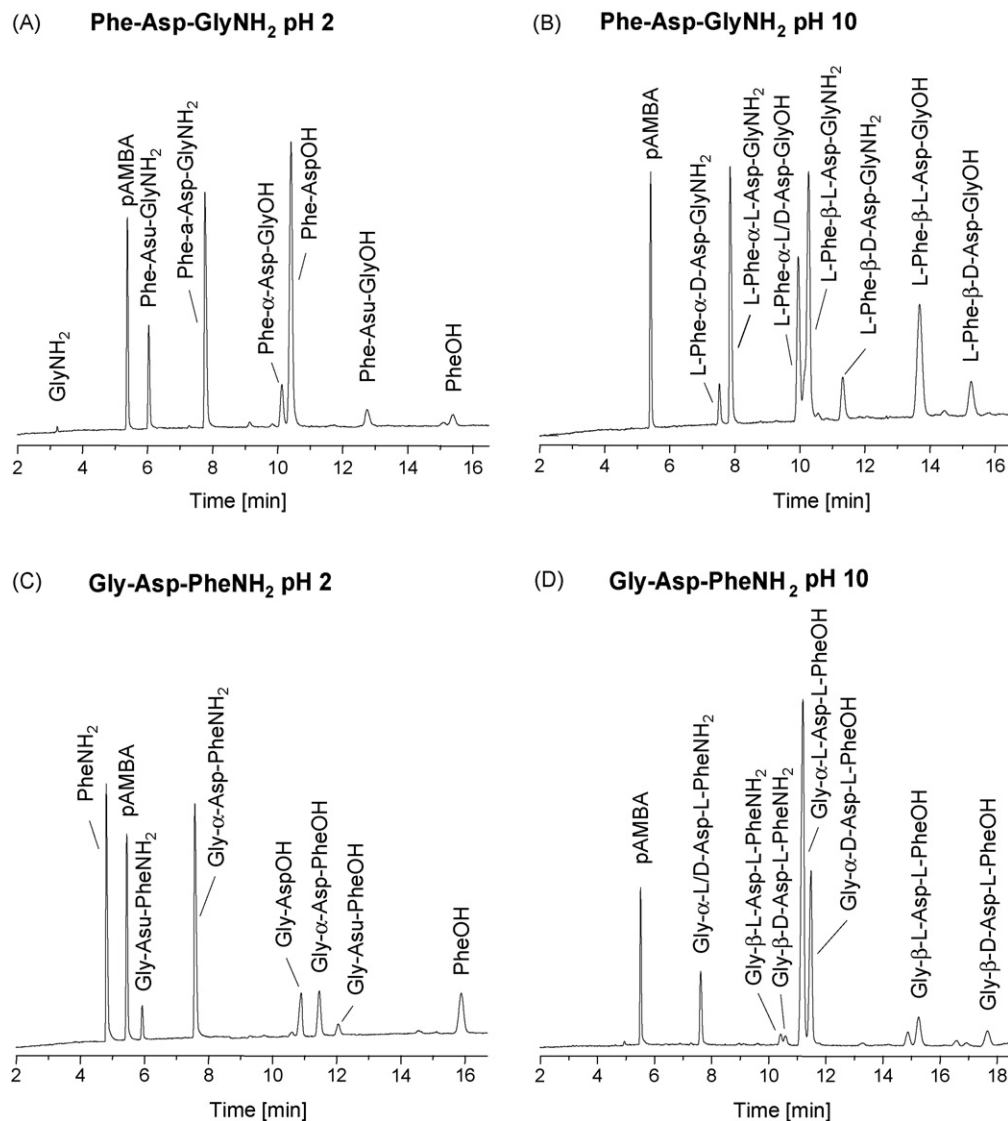 (A) Phe-Asp-GlyNH₂ pH 2
GlyNH₂
pAMBA
Phe-Asu-GlyNH₂
Phe-a-Asp-GlyNH₂
Phe-α-Asp-GlyOH
Phe-AspOH
Phe-Asu-GlyOH
PheOH
2 4 6 8 10 12 14 16
Time [min]
(B) Phe-Asp-GlyNH₂ pH 10
pAMBA
L-Phe-α-D-Asp-GlyNH₂
L-Phe-α-L-Asp-GlyNH₂
L-Phe-α-L/D-Asp-GlyOH
L-Phe-β-L-Asp-GlyNH₂
L-Phe-β-D-Asp-GlyNH₂
L-Phe-β-L-Asp-GlyOH
L-Phe-β-D-Asp-GlyOH
2 4 6 8 10 12 14 16
Time [min]
(C) Gly-Asp-PheNH₂ pH 2
PheNH₂
pAMBA
Gly-Asu-PheNH₂
Gly-α-Asp-PheNH₂
Gly-AspOH
Gly-α-Asp-PheOH
Gly-Asu-PheOH
PheOH
2 4 6 8 10 12 14 16
Time [min]
(D) Gly-Asp-PheNH₂ pH 10
pAMBA
Gly-α-L/D-Asp-L-PheNH₂
Gly-β-L-Asp-L-PheNH₂
Gly-β-D-Asp-L-PheNH₂
Gly-α-L-Asp-L-PheOH
Gly-α-D-Asp-L-PheOH
Gly-β-L-Asp-L-PheOH
Gly-β-D-Asp-L-PheOH
2 4 6 8 10 12 14 16 18
Time [min]